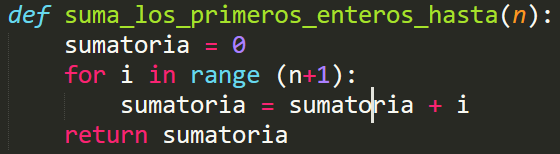 def suma_los_primeros_enteros_hasta(n):
    sumatoria = 0
    for i in range (n+1):
        sumatoria = sumatoria + i
    return sumatoria